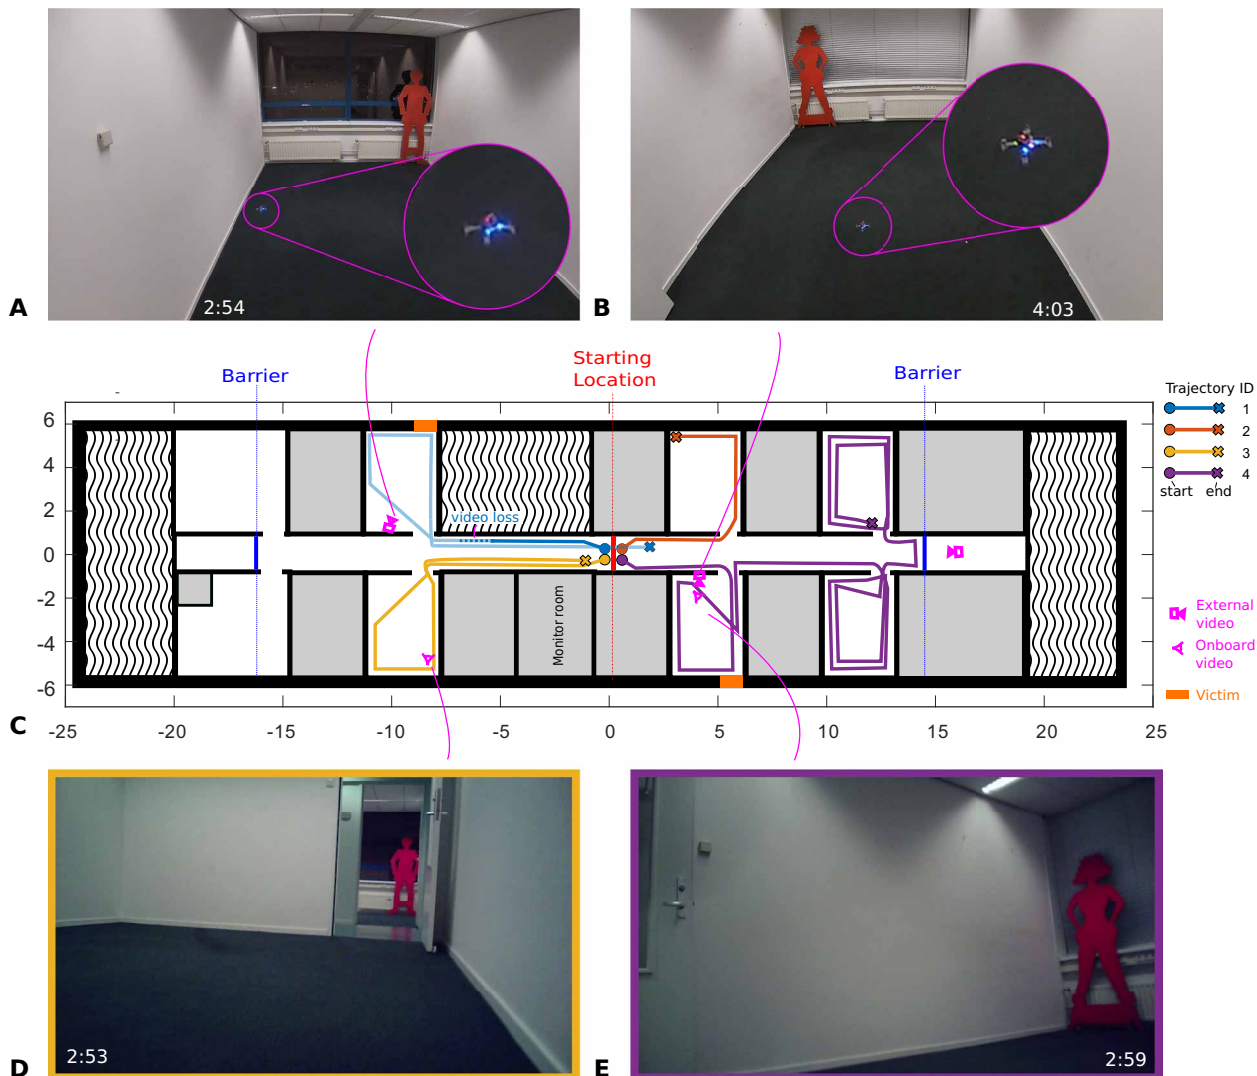 A
2:54
B
4:03
Barrier
Starting
Location
Barrier
Trajectory ID
1
2
3
4
start end
6
4
2
0
-2
-4
-6
video loss
Monitor room
External
video
Onboard
video
Victim
C
-25 -20 -15 -10 -5 0 5 10 15 20 25
D
2:53
E
2:59